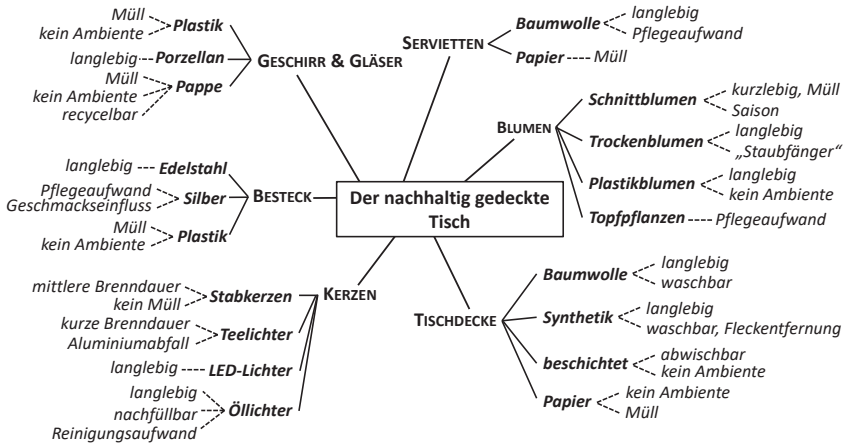 Der nachhaltig gedeckte
Tisch
GESCHIRR & GLÄSER
Plastik
Müll
kein Ambiente
Porzellan
langlebig
Pappe
Müll
kein Ambiente
recycelbar
SERVIETTEN
Baumwolle
langlebig
Pflegeaufwand
Papier
Müll
BLUMEN
Schnittblumen
kurzlebig, Müll
Saison
Trockenblumen
langlebig
„Staubfänger“
Plastikblumen
langlebig
kein Ambiente
Topfpflanzen
Pflegeaufwand
BESTECK
Edelstahl
langlebig
Silber
Pflegeaufwand
Geschmackseinfluss
Plastik
Müll
kein Ambiente
KERZEN
Stabkerzen
mittlere Brenndauer
kein Müll
Teelichter
kurze Brenndauer
Aluminiumabfall
LED-Lichter
langlebig
Öllichter
langlebig
nachfüllbar
Reinigungsaufwand
TISCHDECKE
Baumwolle
langlebig
waschbar
Synthetik
langlebig
waschbar, Fleckentfernung
beschichtet
abwischbar
kein Ambiente
Papier
kein Ambiente
Müll